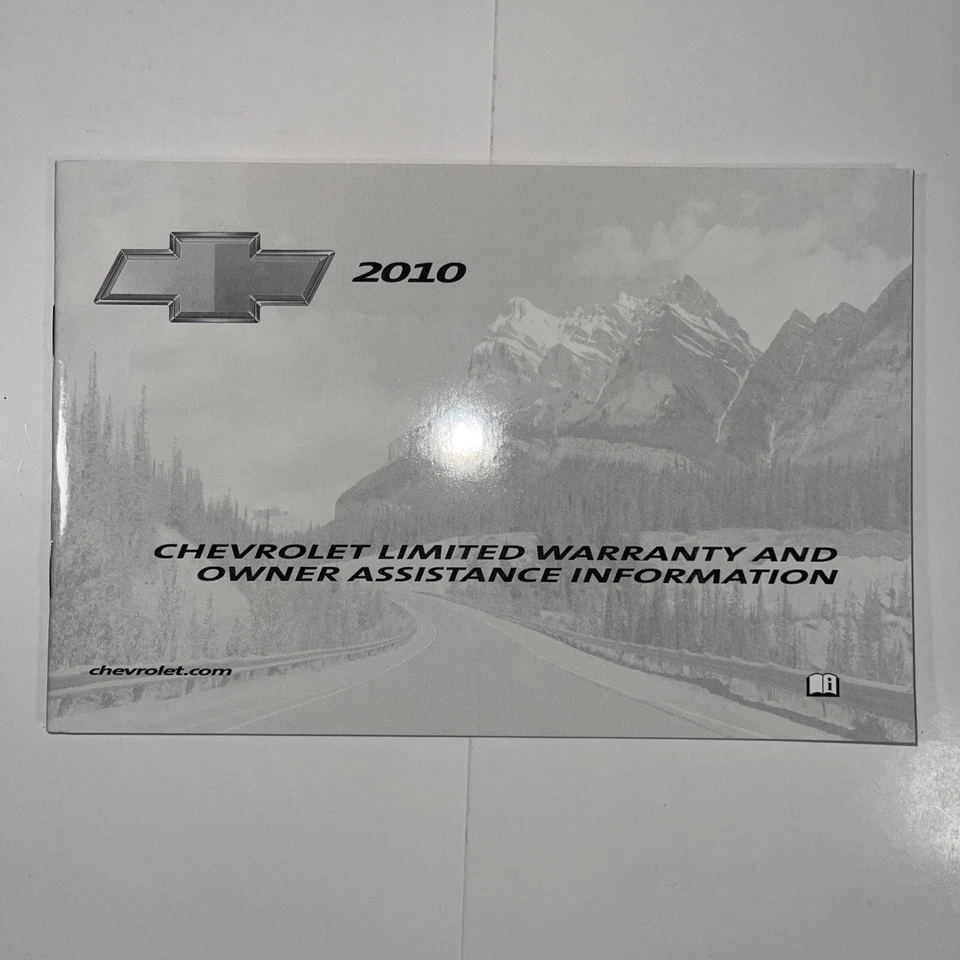 2010
CHEVROLET LIMITED WARRANTY AND
OWNER ASSISTANCE INFORMATION
chevrolet.com
i